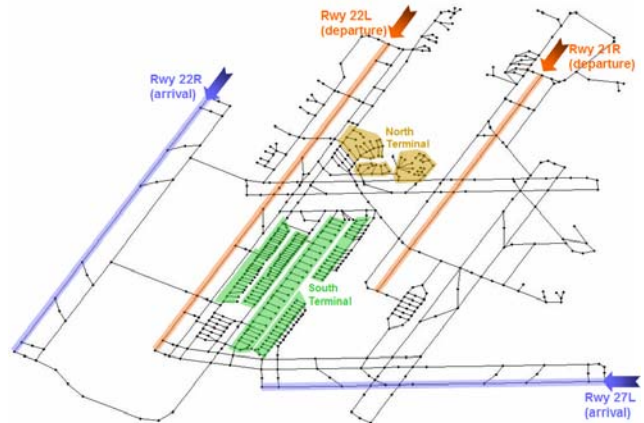 Rwy 22L
(departure)
Rwy 21R
(departure)
Rwy 22R
(arrival)
North
Terminal
South
Terminal
Rwy 27L
(arrival)